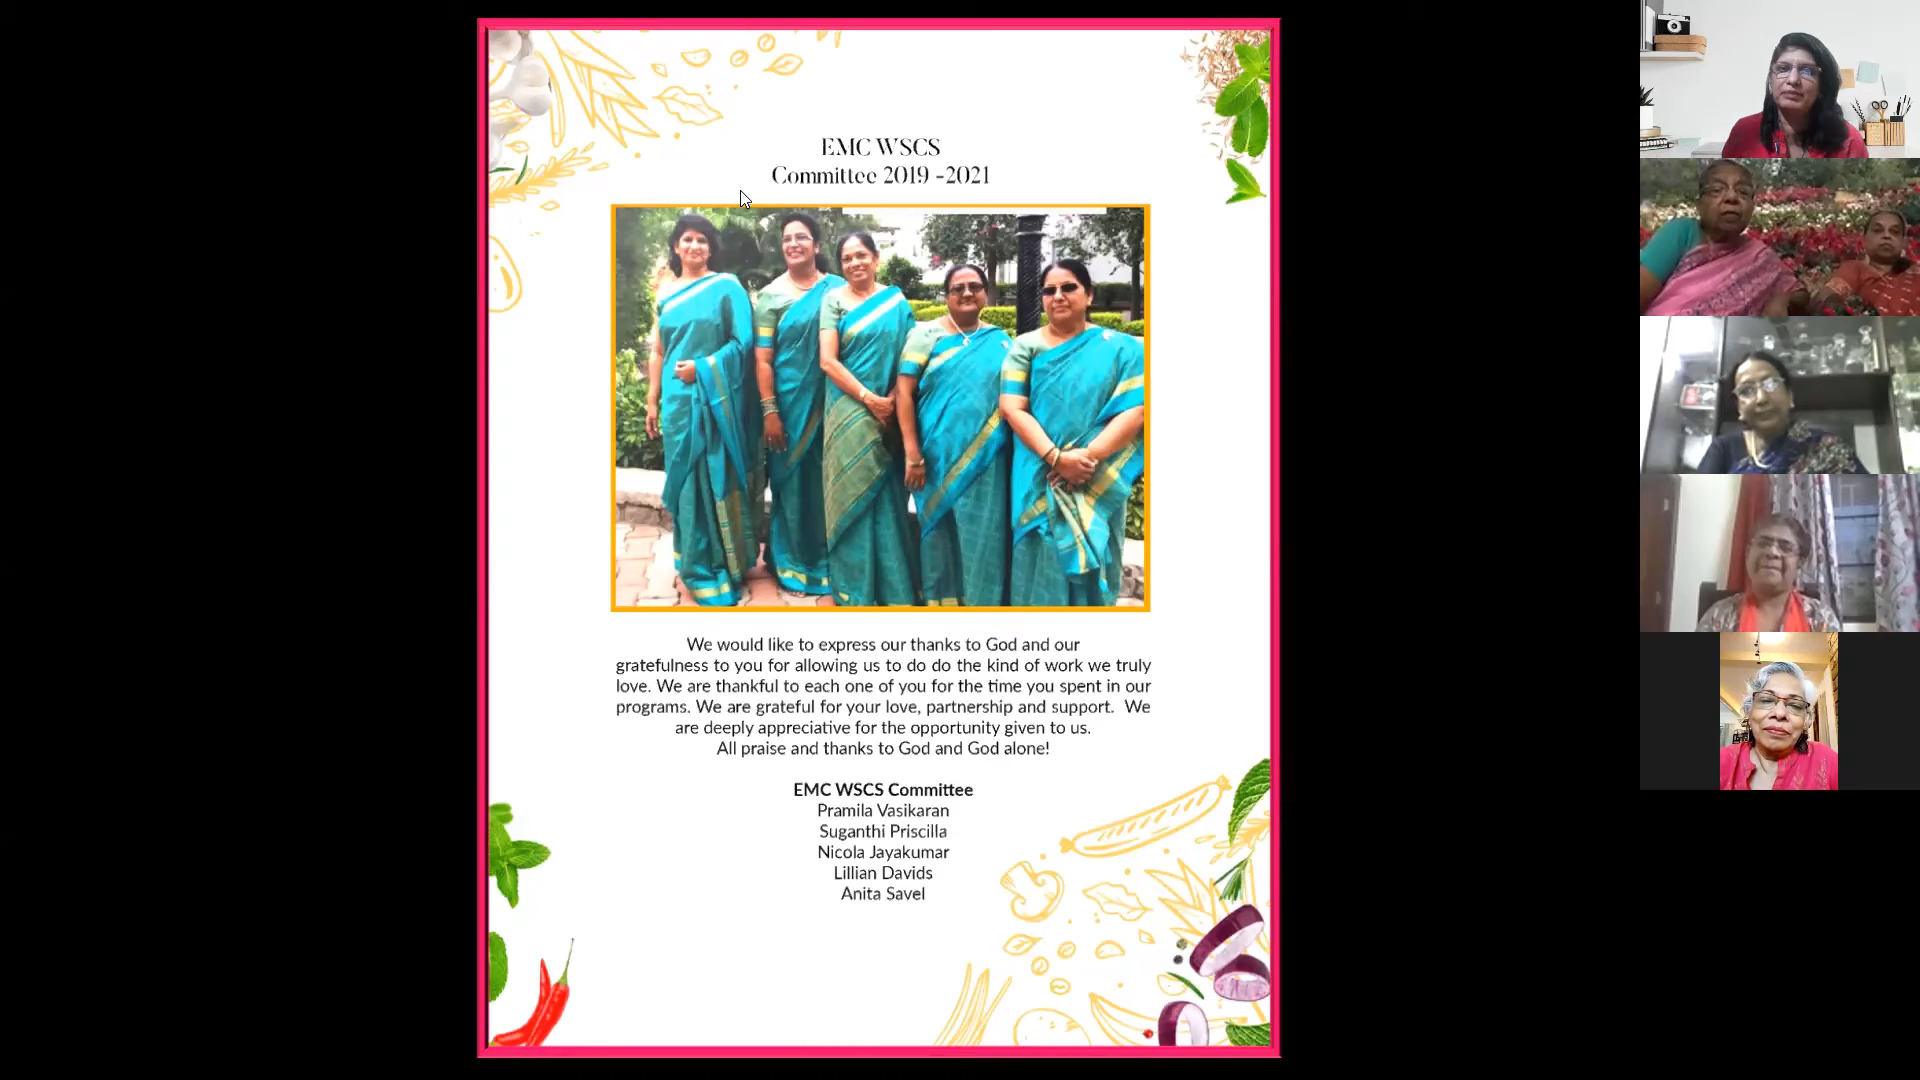 EMC WSCS
Committee 2019 -2021
We would like to express our thanks to God and our
gratefulness to you for allowing us to do do the kind of work we truly
love. We are thankful to each one of you for the time you spent in our
programs. We are grateful for your love, partnership and support. We
are deeply appreciative for the opportunity given to us.
All praise and thanks to God and God alone!
EMC WSCS Committee
Pramila Vasikaran
Suganthi Priscilla
Nicola Jayakumar
Lillian Davids
Anita Savel